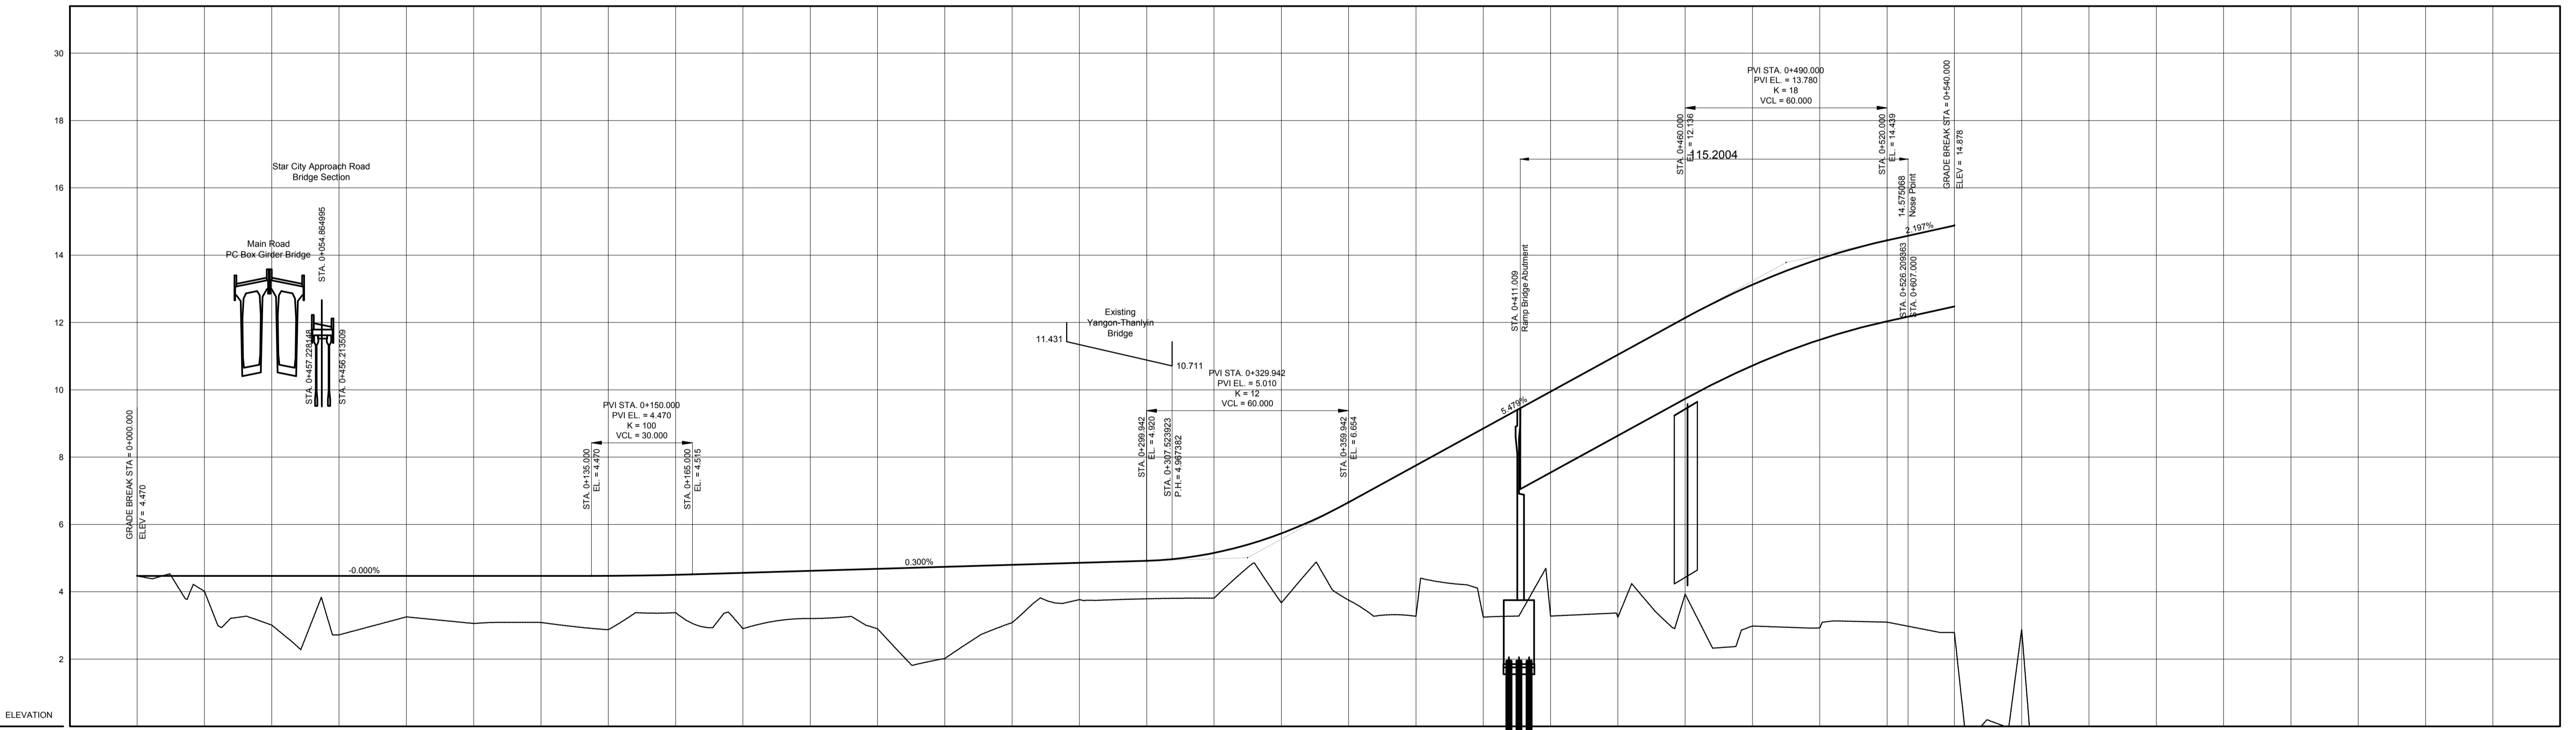 30
18
16
14
12
10
8
6
4
2
ELEVATION
GRADE BREAK STA = 0+000.000
ELEV = 4.470
Main Road
PC Box Girder Bridge
Star City Approach Road
Bridge Section
STA. 0+054.864995
STA. 0+457.228148
STA. 0+456.213509
-0.000%
PVI STA. 0+150.000
PVI EL. = 4.470
K = 100
VCL = 30.000
STA. 0+135.000
EL. = 4.470
STA. 0+165.000
EL. = 4.515
0.300%
11.431
Existing
Yangon-Thanlyin
Bridge
10.711
PVI STA. 0+329.942
PVI EL. = 5.010
K = 12
VCL = 60.000
STA. 0+299.942
EL. = 4.920
STA. 0+307.523923
P.H.= 4.967382
STA. 0+359.942
EL. = 6.654
5.479%
STA. 0+411.009
Ramp Bridge Abutment
115.2004
PVI STA. 0+490.000
PVI EL. = 13.780
K = 18
VCL = 60.000
STA. 0+460.000
EL. = 12.136
STA. 0+520.000
EL. = 14.439
14.575068
Nose Point
STA. 0+526.209363
STA. 0+607.000
2.197%
GRADE BREAK STA = 0+540.000
ELEV = 14.878